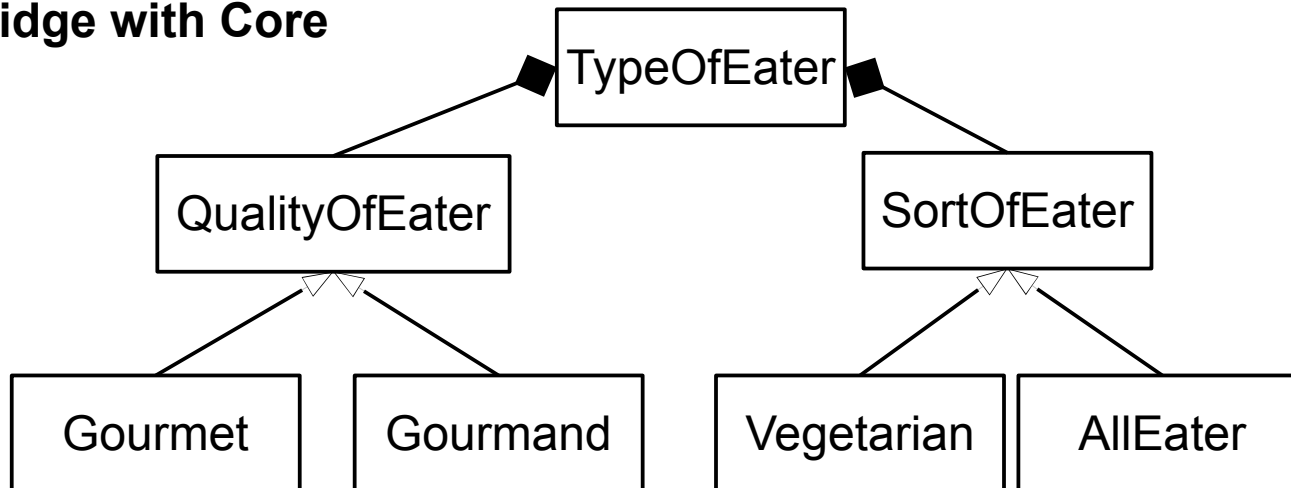 idge with Core
TypeOfEater
QualityOfEater
SortOfEater
Gourmet
Gourmand
Vegetarian
AllEater